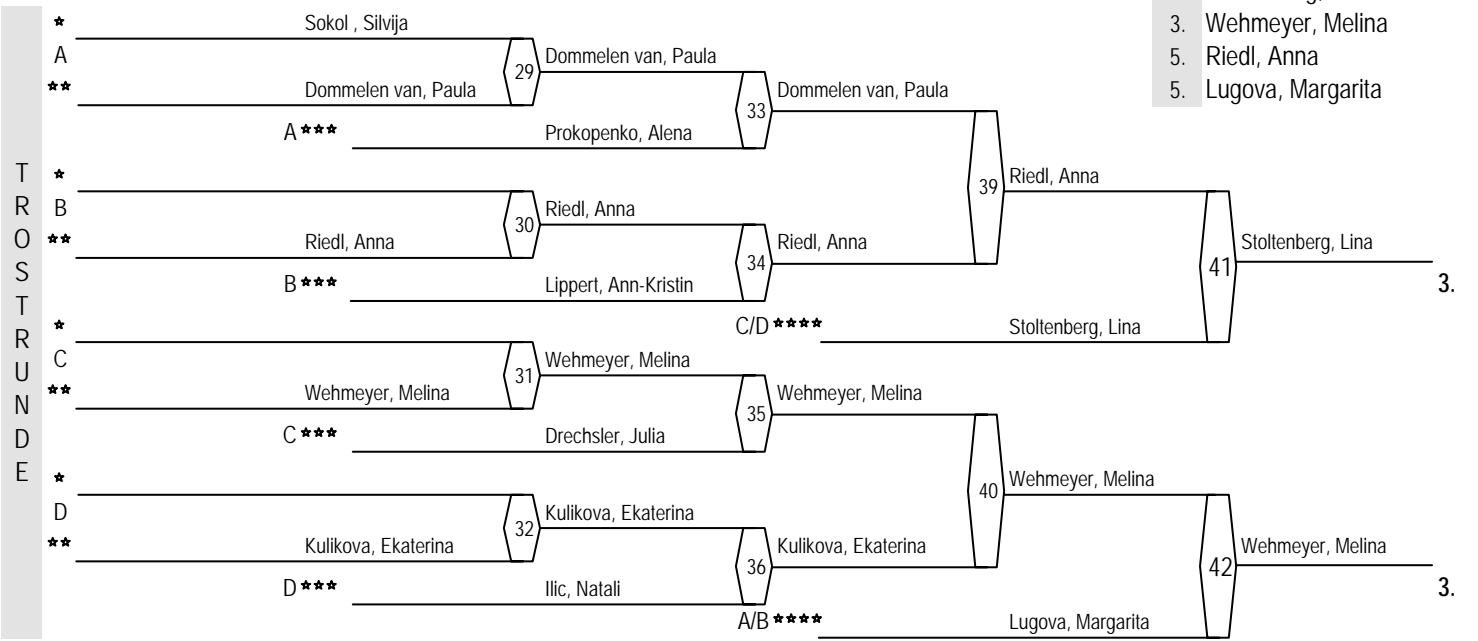 3. Wehmeyer, Melina
5. Riedl, Anna
5. Lugova, Margarita
TROSTRUNDE
★
Sokol , Silvija
A
29
Dommelen van, Paula
★★
Dommelen van, Paula
33
Dommelen van, Paula
A ★★★
Prokopenko, Alena
39
Riedl, Anna
★
B
30
Riedl, Anna
★★
Riedl, Anna
34
Riedl, Anna
41
Stoltenberg, Lina
B ★★★
Lippert, Ann-Kristin
3.
C/D ★★★★
Stoltenberg, Lina
★
C
31
Wehmeyer, Melina
★★
Wehmeyer, Melina
35
Wehmeyer, Melina
C ★★★
Drechsler, Julia
40
Wehmeyer, Melina
★
D
32
Kulikova, Ekaterina
★★
Kulikova, Ekaterina
36
Kulikova, Ekaterina
42
Wehmeyer, Melina
D ★★★
Ilic, Natali
3.
A/B ★★★★
Lugova, Margarita